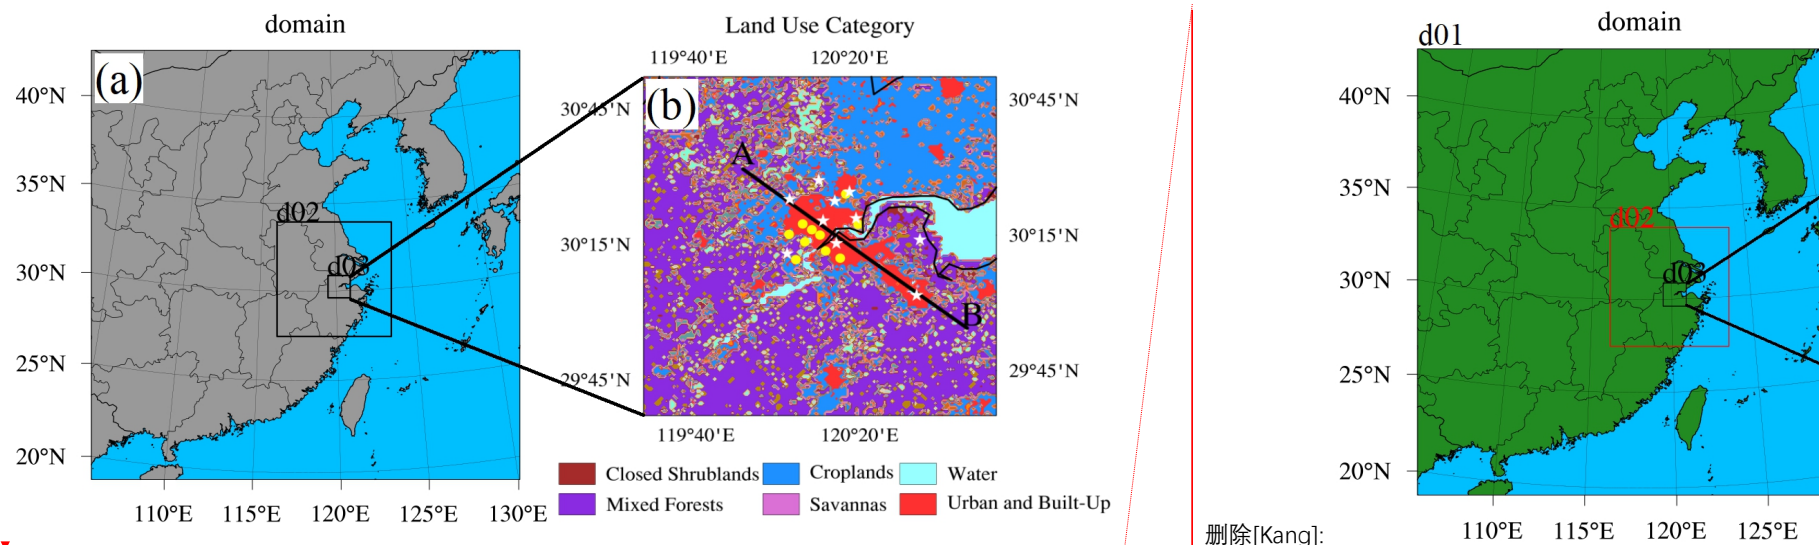 domain
(a)
40°N
35°N
30°N
25°N
20°N
110°E
115°E
120°E
125°E
130°E
d02
d03
Land Use Category
119°40'E
120°20'E
(b)
30°45'N
30°15'N
29°45'N
30°45'N
30°15'N
29°45'N
A
B
119°40'E
120°20'E
Closed Shrublands
Croplands
Water
Mixed Forests
Savannas
Urban and Built-Up
domain
d01
40°N
35°N
30°N
25°N
20°N
d02
d03
110°E
115°E
120°E
125°E
删除[Kang]: